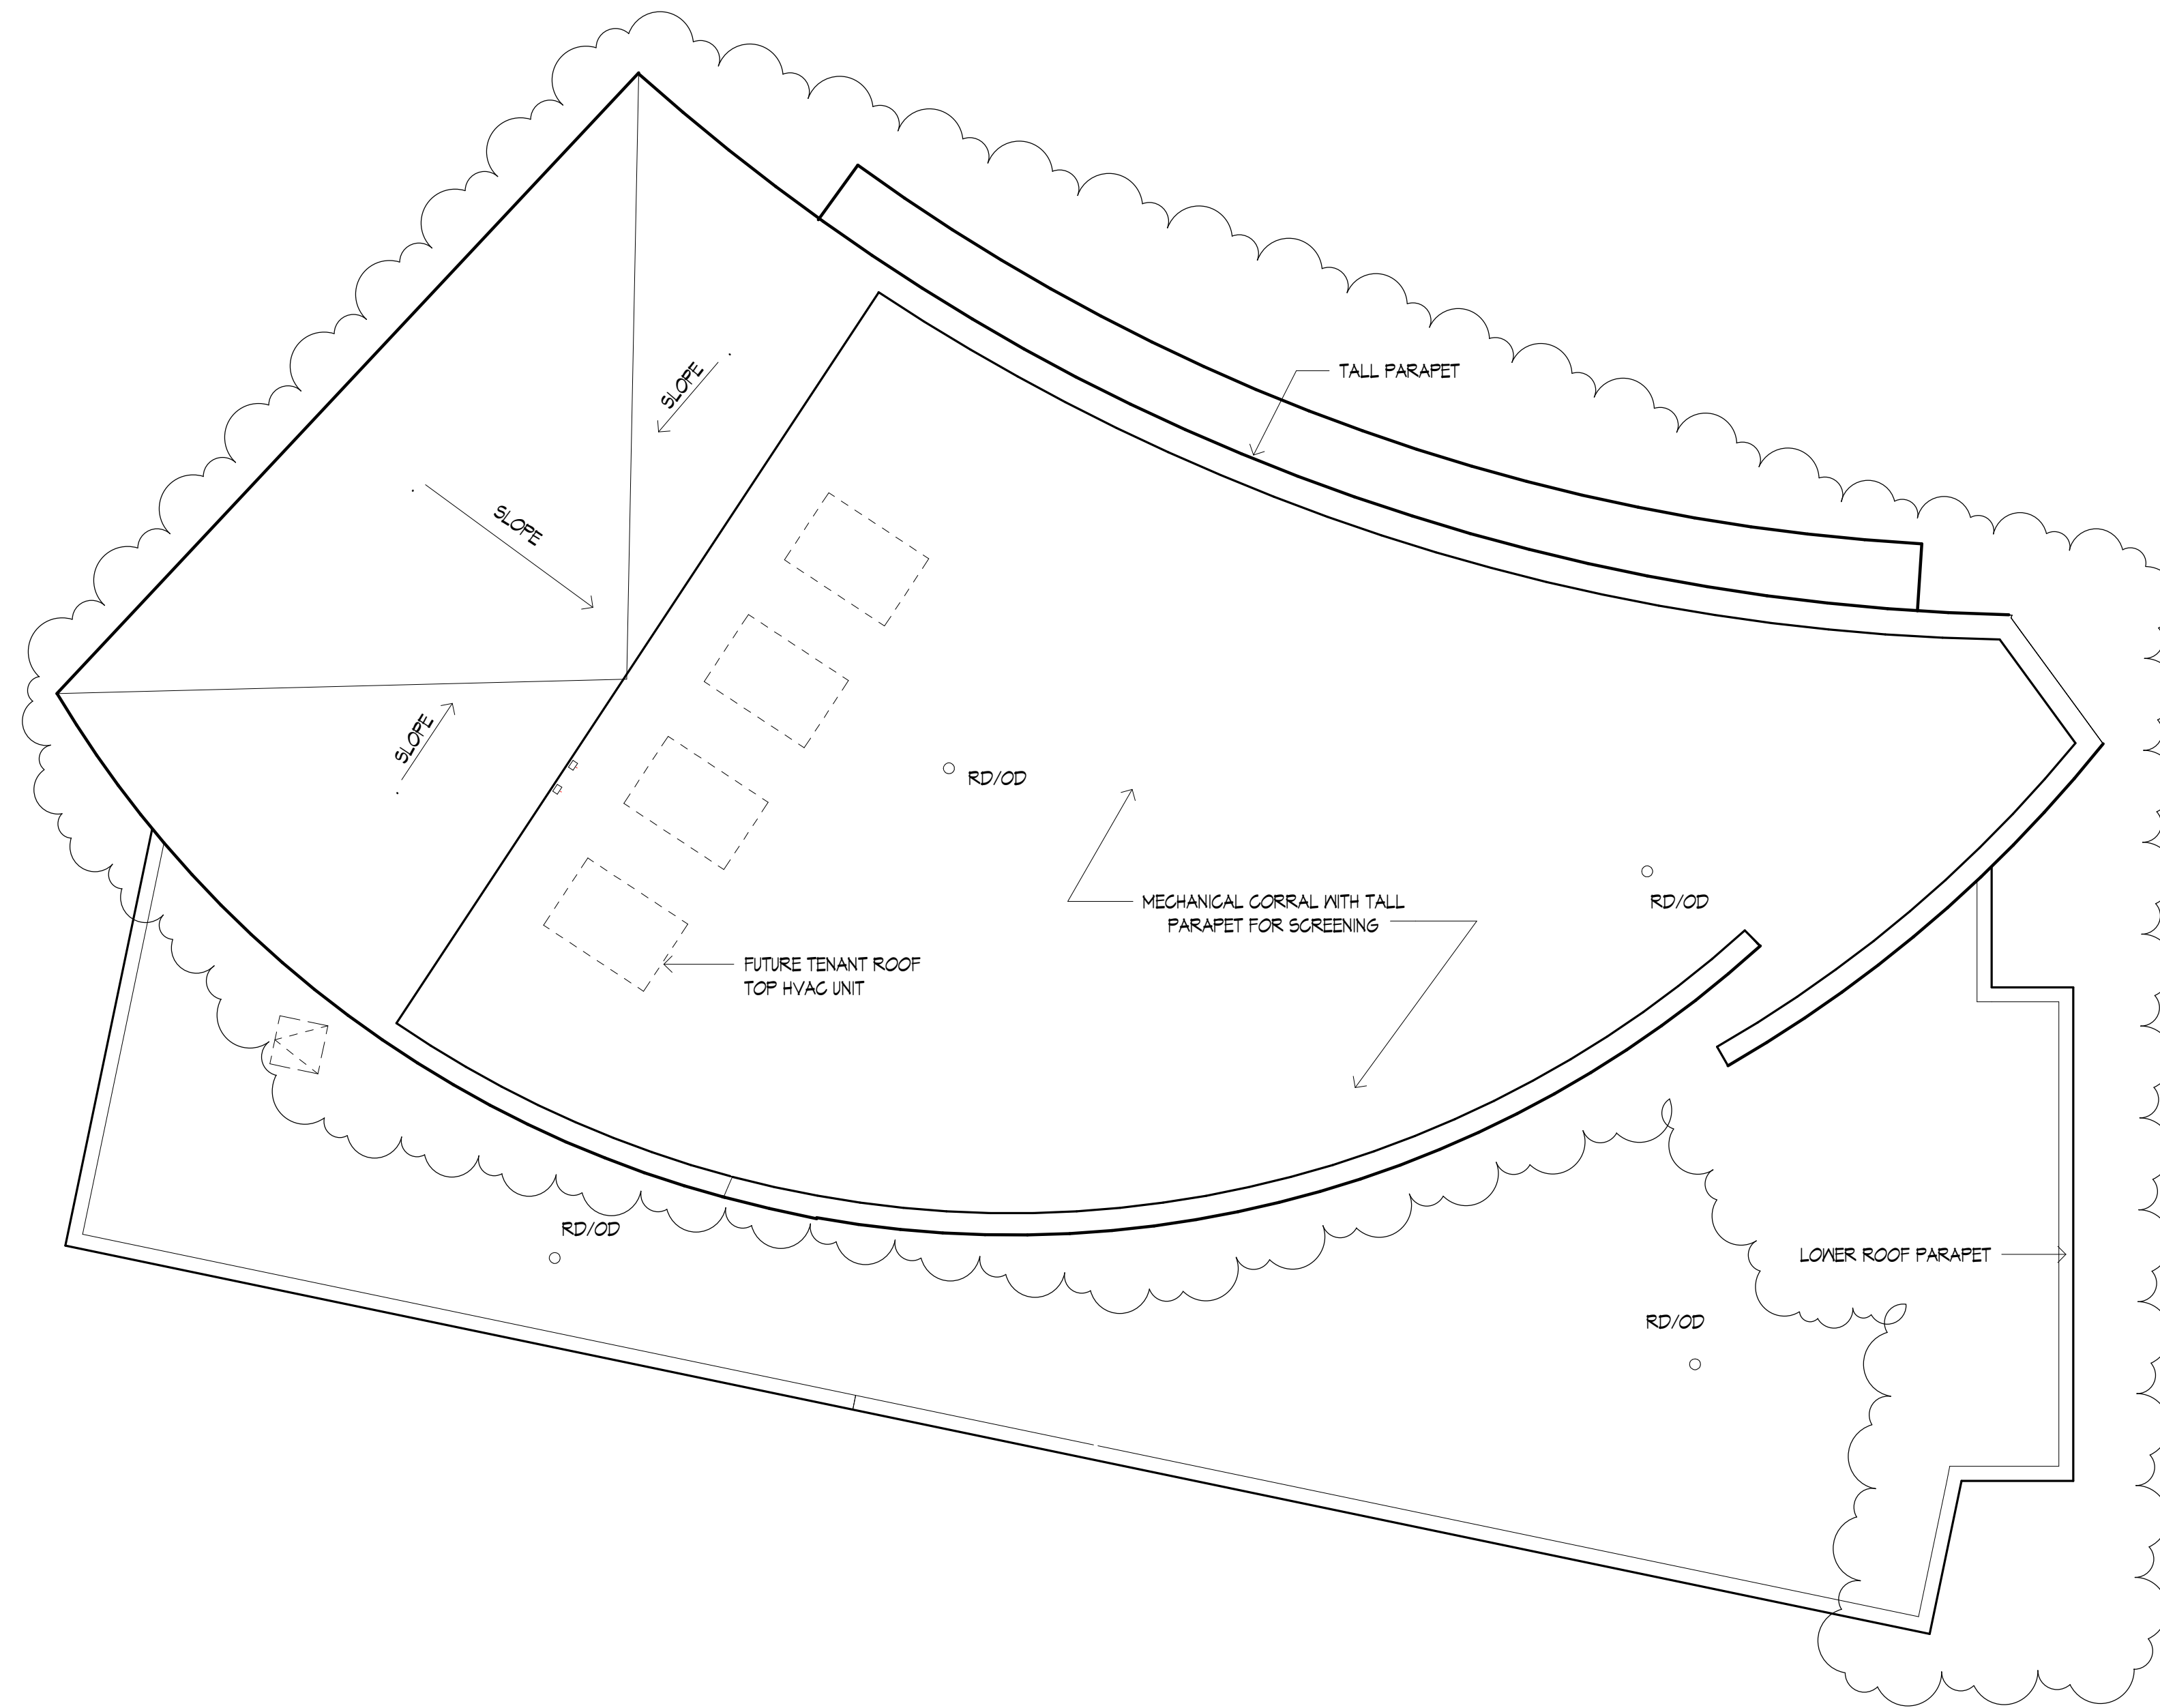 TALL PARAPET
SLOPE
SLOPE
SLOPE
RD/OD
MECHANICAL CORRAL WITH TALL
PARAPET FOR SCREENING
RD/OD
FUTURE TENANT ROOF
TOP HVAC UNIT
RD/OD
LOWER ROOF PARAPET
RD/OD